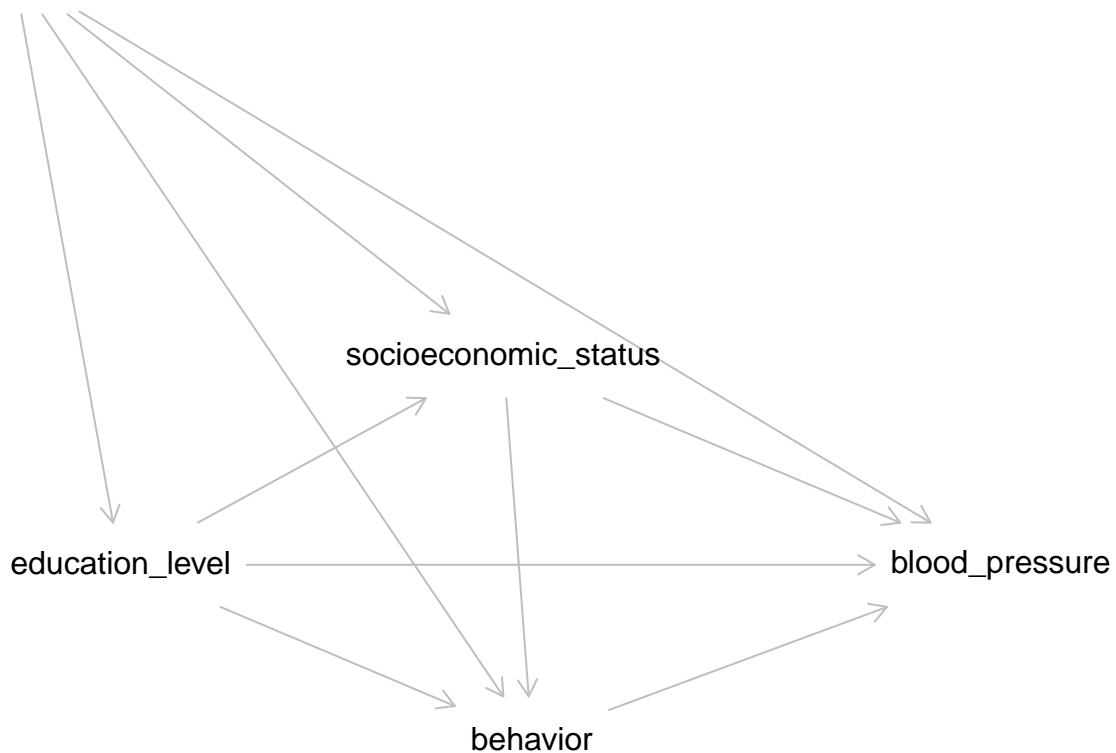 socioeconomic_status
education_level
blood_pressure
behavior